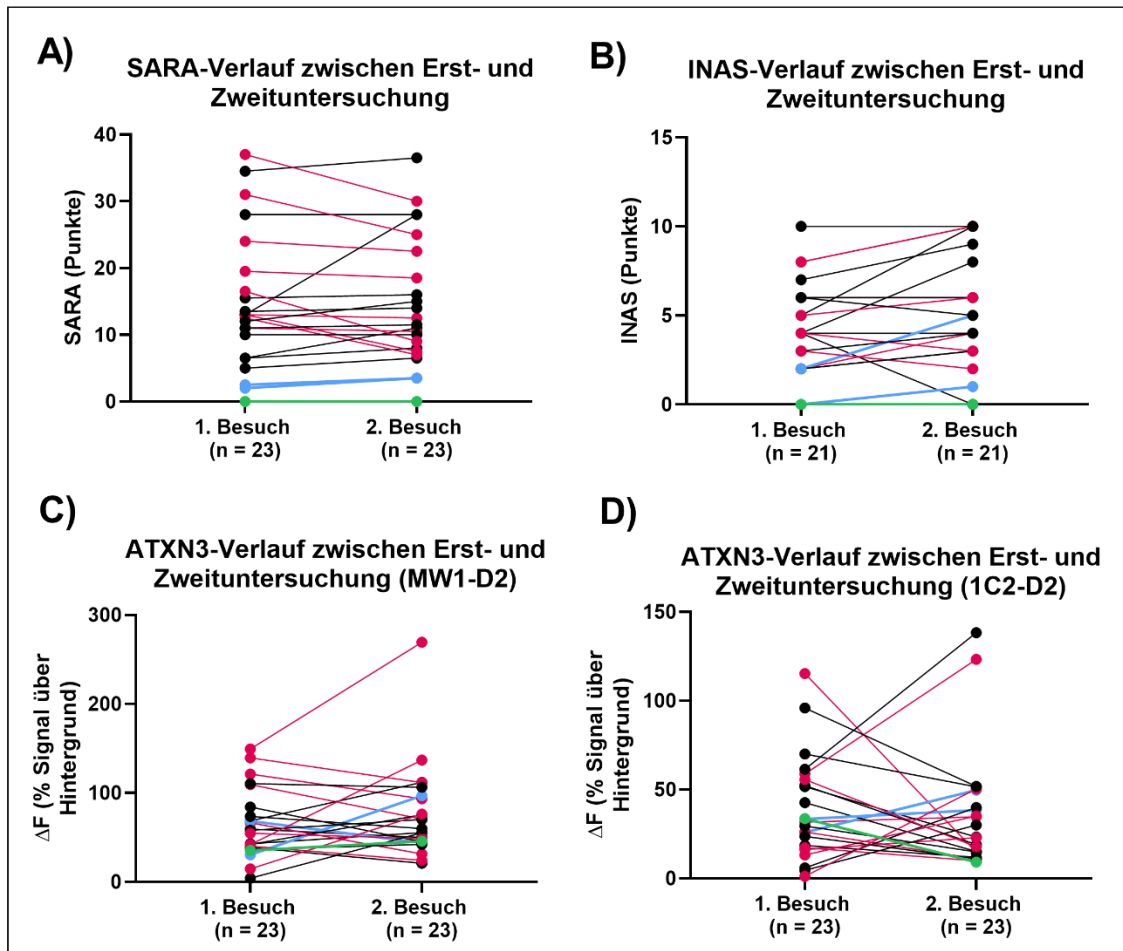 A)
SARA-Verlauf zwischen Erst- und
Zweituntersuchung
SARA (Punkte)
40
30
20
10
0
1. Besuch
(n = 23)
2. Besuch
(n = 23)
B)
INAS-Verlauf zwischen Erst- und
Zweituntersuchung
INAS (Punkte)
15
10
5
0
1. Besuch
(n = 21)
2. Besuch
(n = 21)
C)
ATXN3-Verlauf zwischen Erst- und
Zweituntersuchung (MW1-D2)
ΔF (% Signal über
Hintergrund)
300
200
100
0
1. Besuch
(n = 23)
2. Besuch
(n = 23)
D)
ATXN3-Verlauf zwischen Erst- und
Zweituntersuchung (1C2-D2)
ΔF (% Signal über
Hintergrund)
150
100
50
0
1. Besuch
(n = 23)
2. Besuch
(n = 23)